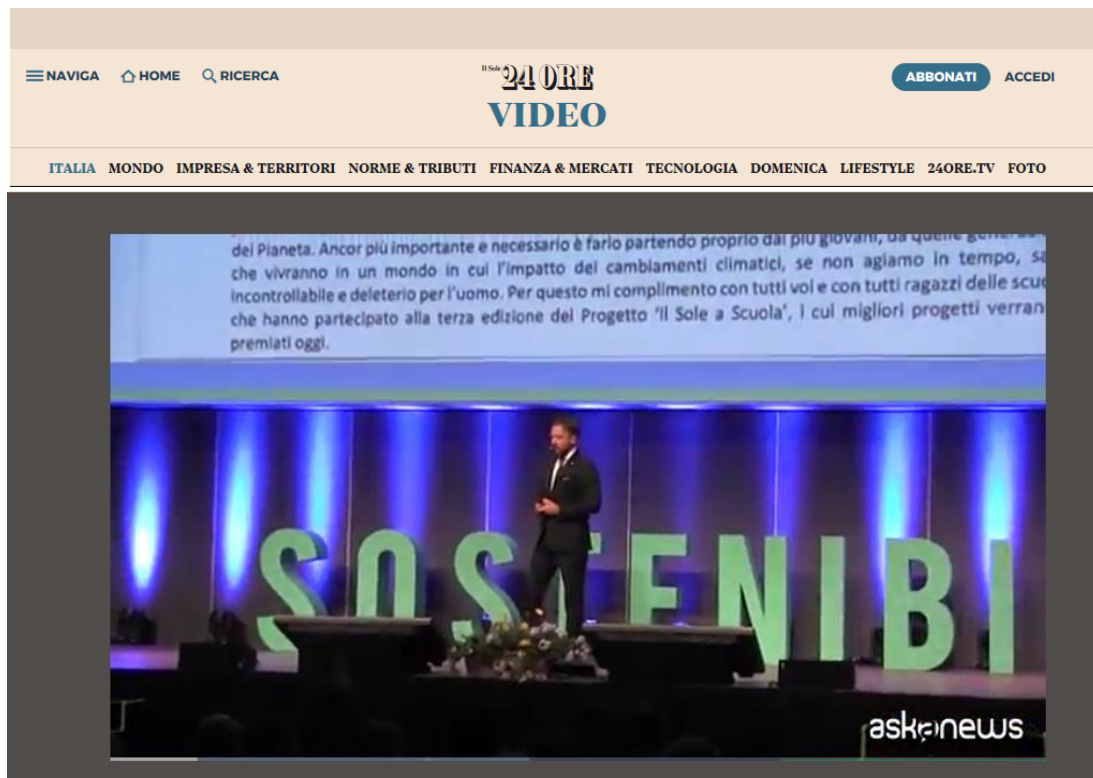 NAVIGA HOME RICERCA
Il Sole 24 ORE
VIDEO
ABBONATI ACCEDI
ITALIA MONDO IMPRESA & TERRITORI NORME & TRIBUTI FINANZA & MERCATI TECNOLOGIA DOMENICA LIFESTYLE 24ORE.TV FOTO
del Pianeta. Ancor più importante e necessario è farlo partendo proprio dai più giovani, da quelle
che vivranno in un mondo in cui l'impatto dei cambiamenti climatici, se non agiamo in tempo,
incontrollabile e deleterio per l'uomo. Per questo mi complimento con tutti voi e con tutti ragazzi delle
che hanno partecipato alla terza edizione del Progetto 'Il Sole a Scuola', i cui migliori progetti
premiati oggi.
SOSTENIBI
askanews